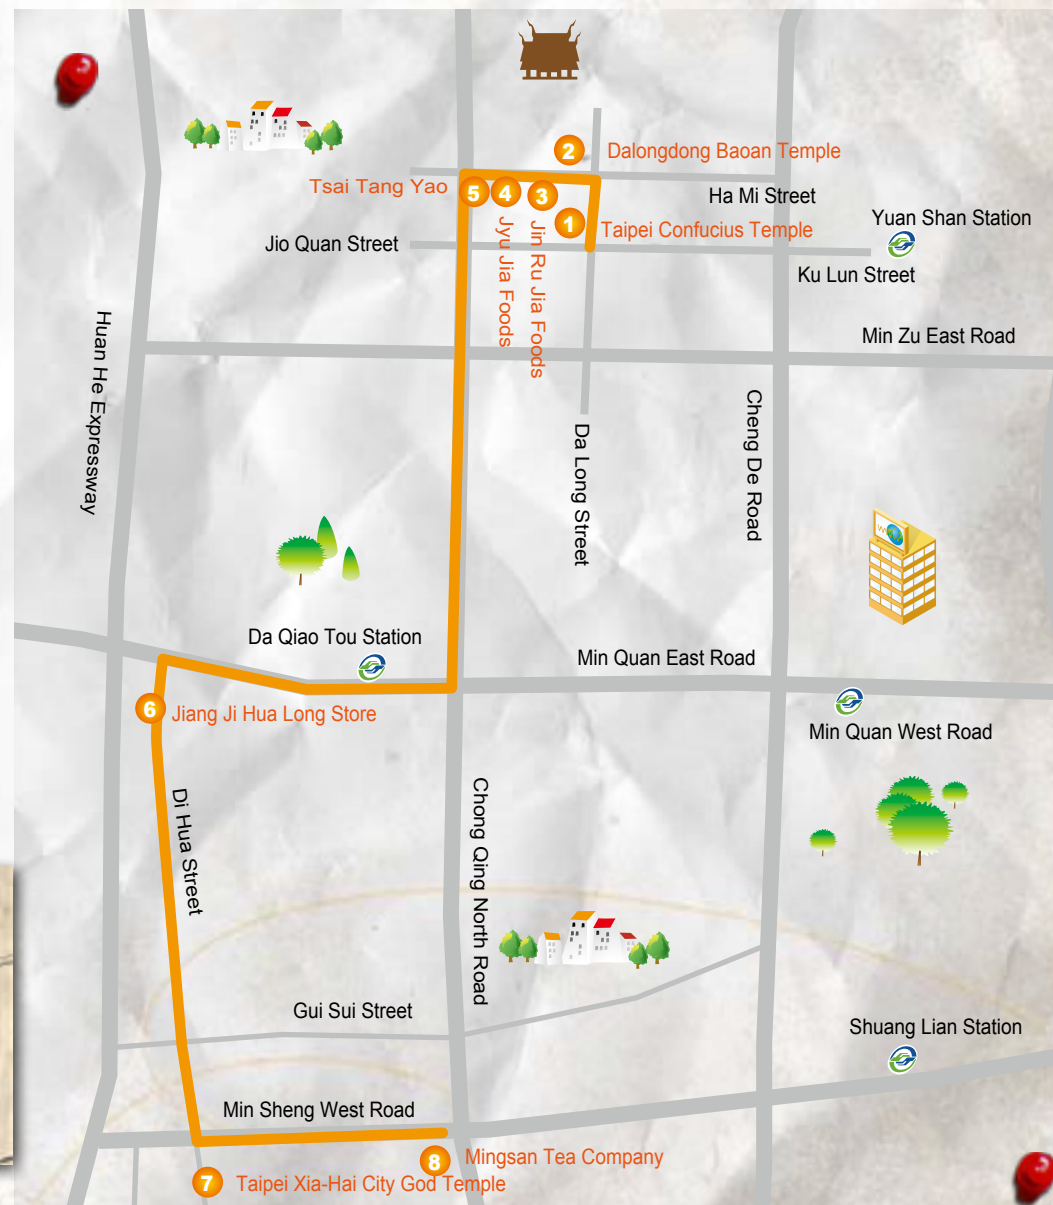 2
Dalongdong Baoan Temple
Tsai Tang Yao
5
4
3
Ha Mi Street
1
Taipei Confucius Temple
Yuan Shan Station
Jio Quan Street
Jyu Jia Foods
Jin Ru Jia Foods
Ku Lun Street
Min Zu East Road
Huan He Expressway
Cheng De Road
Da Long Street
Da Qiao Tou Station
Min Quan East Road
6
Jiang Ji Hua Long Store
Min Quan West Road
Di Hua Street
Chong Qing North Road
Gui Sui Street
Shuang Lian Station
Min Sheng West Road
8
Mingsan Tea Company
7
Taipei Xia-Hai City God Temple